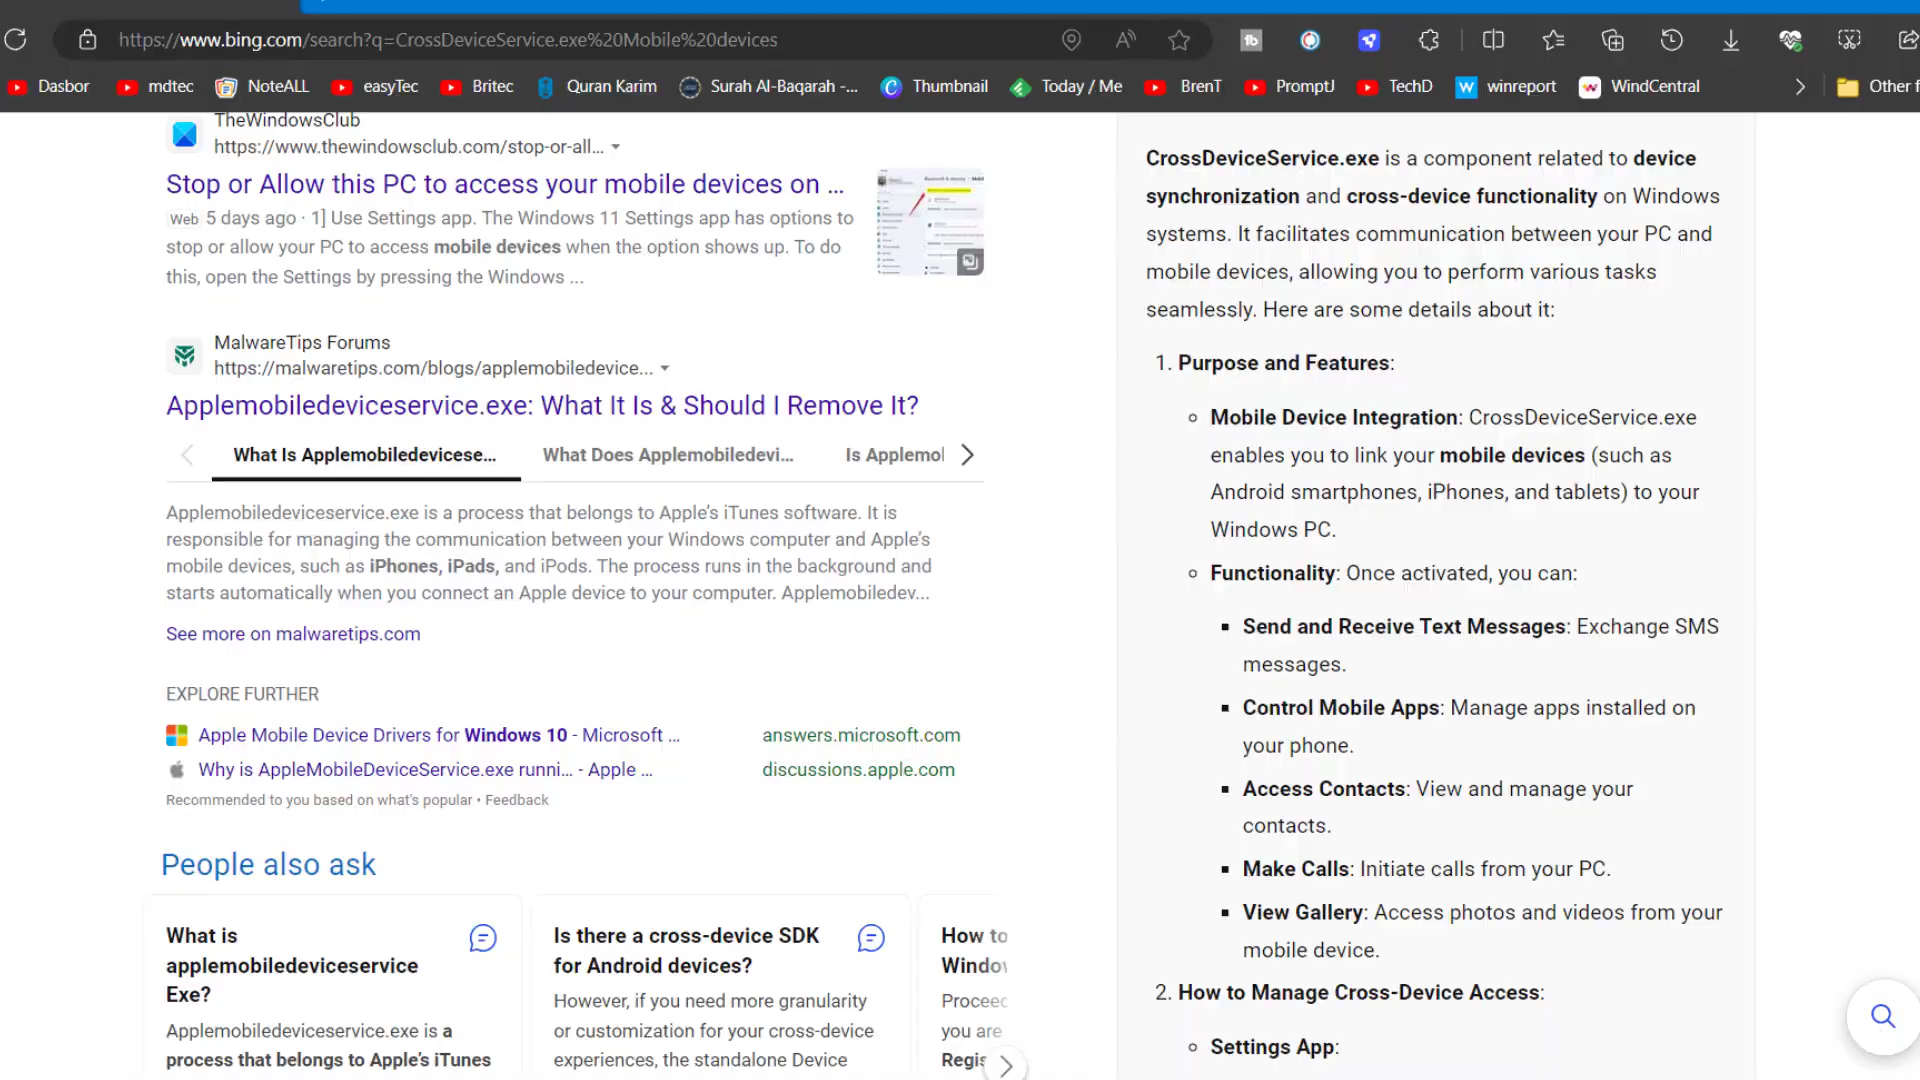 https://www.bing.com/search?q=CrossDeviceService.exe%20Mobile%20devices
Dasbor
mdtec
NoteALL
easyTec
Britec
Quran Karim
Surah Al-Baqarah -...
Thumbnail
Today / Me
BrenT
PromptJ
TechD
winreport
WindCentral
Other f
TheWindowsClub
https://www.thewindowsclub.com/stop-or-all...
Stop or Allow this PC to access your mobile devices on ...
Web 5 days ago · 1] Use Settings app. The Windows 11 Settings app has options to
stop or allow your PC to access mobile devices when the option shows up. To do
this, open the Settings by pressing the Windows ...
MalwareTips Forums
https://malwaretips.com/blogs/applemobiledevice...
Applemobiledeviceservice.exe: What It Is & Should I Remove It?
What Is Applemobiledevicese...
What Does Applemobiledevi...
Is Applemol
Applemobiledeviceservice.exe is a process that belongs to Apple's iTunes software. It is
responsible for managing the communication between your Windows computer and Apple's
mobile devices, such as iPhones, iPads, and iPods. The process runs in the background and
starts automatically when you connect an Apple device to your computer. Applemobiledev...
See more on malwaretips.com
EXPLORE FURTHER
Apple Mobile Device Drivers for Windows 10 - Microsoft ...
answers.microsoft.com
Why is AppleMobileDeviceService.exe runni... - Apple ...
discussions.apple.com
Recommended to you based on what's popular • Feedback
People also ask
What is
applemobiledeviceservice
Exe?
Applemobiledeviceservice.exe is a
process that belongs to Apple's iTunes
Is there a cross-device SDK
for Android devices?
However, if you need more granularity
or customization for your cross-device
experiences, the standalone Device
How to
Windov
Proceed
you are
Regis
CrossDeviceService.exe is a component related to device
synchronization and cross-device functionality on Windows
systems. It facilitates communication between your PC and
mobile devices, allowing you to perform various tasks
seamlessly. Here are some details about it:
1. Purpose and Features:
Mobile Device Integration: CrossDeviceService.exe
enables you to link your mobile devices (such as
Android smartphones, iPhones, and tablets) to your
Windows PC.
Functionality: Once activated, you can:
Send and Receive Text Messages: Exchange SMS
messages.
Control Mobile Apps: Manage apps installed on
your phone.
Access Contacts: View and manage your
contacts.
Make Calls: Initiate calls from your PC.
View Gallery: Access photos and videos from your
mobile device.
2. How to Manage Cross-Device Access:
Settings App: